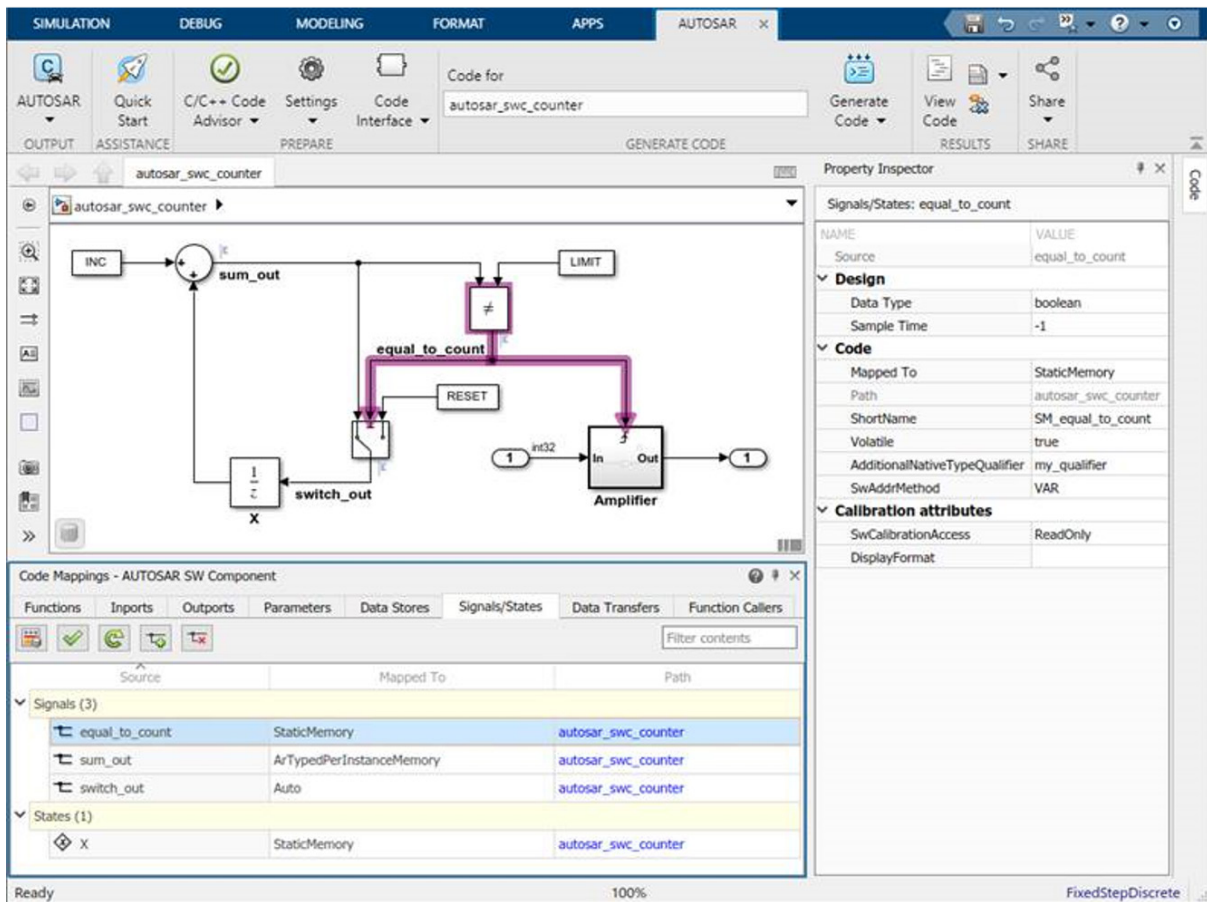 SIMULATION DEBUG MODELING FORMAT APPS AUTOSAR ×
AUTOSAR
Quick Start
C/C++ Code Advisor
Settings
Code Interface
Code for
autosar_swc_counter
Generate Code
View Code
Share
OUTPUT ASSISTANCE PREPARE GENERATE CODE RESULTS SHARE
autosar_swc_counter
autosar_swc_counter
INC
sum_out
LIMIT
≠
equal_to_count
RESET
1
int32
In
Out
1
Amplifier
1
z
switch_out
X
Property Inspector
Code
Signals/States: equal_to_count
NAME VALUE
Source equal_to_count
Design
Data Type boolean
Sample Time -1
Code
Mapped To StaticMemory
Path autosar_swc_counter
ShortName SM_equal_to_count
Volatile true
AdditionalNativeTypeQualifier my_qualifier
SwAddrMethod VAR
Calibration attributes
SwCalibrationAccess ReadOnly
DisplayFormat
Code Mappings - AUTOSAR SW Component
Functions Inports Outports Parameters Data Stores Signals/States Data Transfers Function Callers
Filter contents
Source Mapped To Path
Signals (3)
equal_to_count StaticMemory autosar_swc_counter
sum_out ArTypedPerInstanceMemory autosar_swc_counter
switch_out Auto autosar_swc_counter
States (1)
X StaticMemory autosar_swc_counter
Ready 100% FixedStepDiscrete